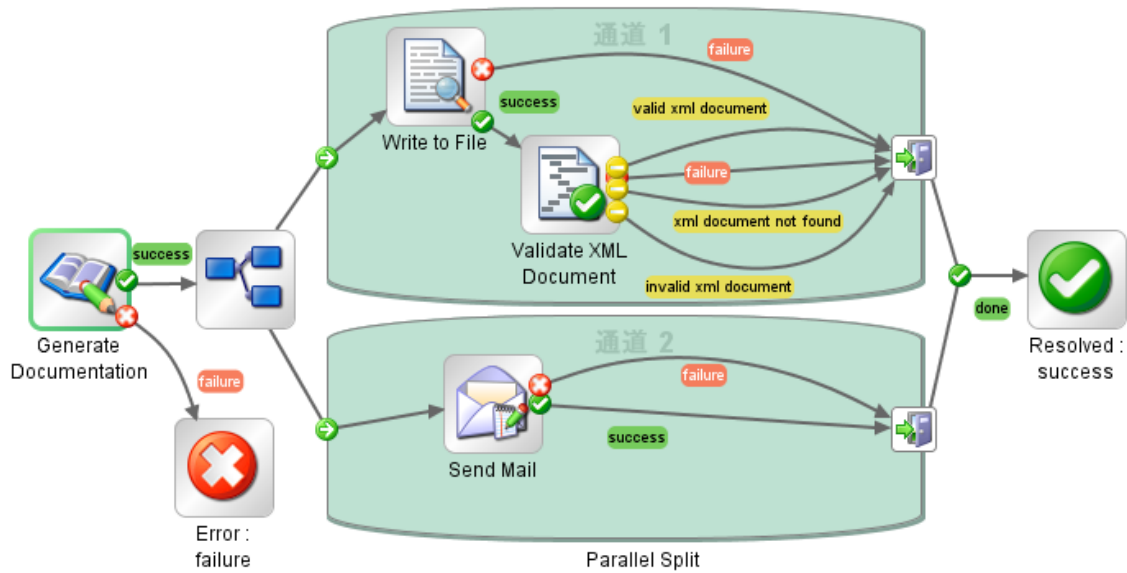 通道 1
failure
success
valid xml document
Write to File
failure
xml document not found
Validate XML
Document
invalid xml document
success
Generate
Documentation
failure
Error :
failure
通道 2
failure
success
Send Mail
Parallel Split
done
Resolved :
success